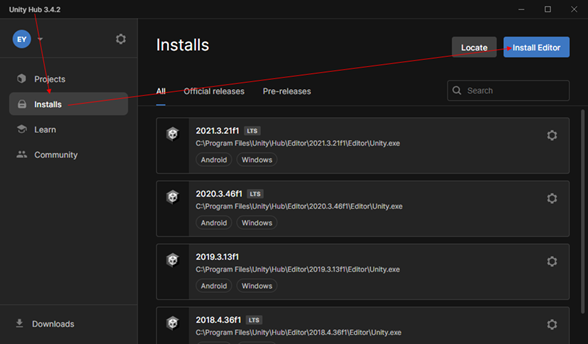 Unity Hub 3.4.2
EY
Projects
Installs
Learn
Community
Downloads
Installs
Locate
Install Editor
All
Official releases
Pre-releases
Search
2021.3.21f1 LTS
C:\Program Files\Unity\Hub\Editor\2021.3.21f1\Editor\Unity.exe
Android Windows
2020.3.46f1 LTS
C:\Program Files\Unity\Hub\Editor\2020.3.46f1\Editor\Unity.exe
Android Windows
2019.3.13f1
C:\Program Files\Unity\Hub\Editor\2019.3.13f1\Editor\Unity.exe
Android Windows
2018.4.36f1 LTS
C:\Program Files\Unity\Hub\Editor\2018.4.36f1\Editor\Unity.exe